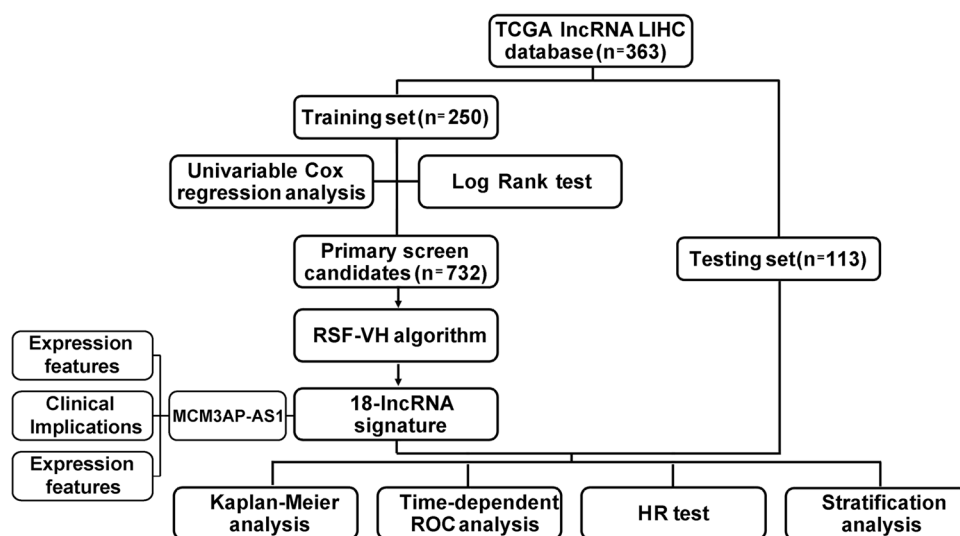 TCGA lncRNA LIHC
database (n=363)
Training set (n=250)
Univariable Cox
regression analysis
Log Rank test
Primary screen
candidates (n=732)
Testing set(n=113)
RSF-VH algorithm
Expression
features
Clinical
Implications
MCM3AP-AS1
18-lncRNA
signature
Expression
features
Kaplan-Meier
analysis
Time-dependent
ROC analysis
HR test
Stratification
analysis